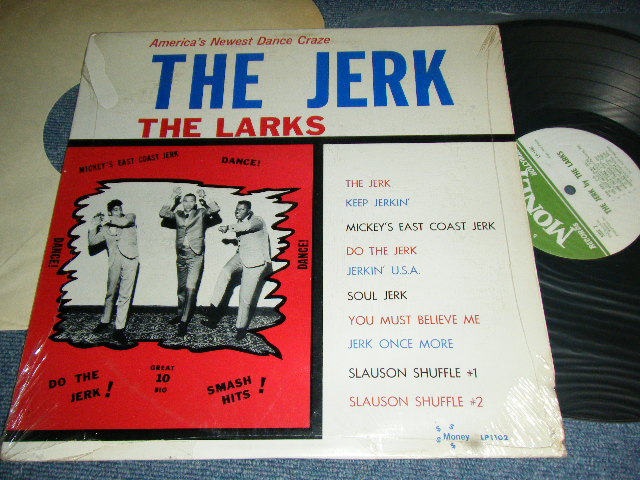 America's Newest Dance Craze
THE JERK
THE LARKS
MICKEY'S EAST COAST JERK
DANCE!
DANCE!
DANCE!
DO THE JERK!
GREAT
10
BIG
SMASH HITS!
THE JERK
KEEP JERKIN'
MICKEY'S EAST COAST JERK
DO THE JERK
JERKIN' U.S.A.
SOUL JERK
YOU MUST BELIEVE ME
JERK ONCE MORE
SLAUSON SHUFFLE #1
SLAUSON SHUFFLE #2
$ $ Money $ $
LP1102
THE JERK by THE LARKS
MONEY
RECORDS